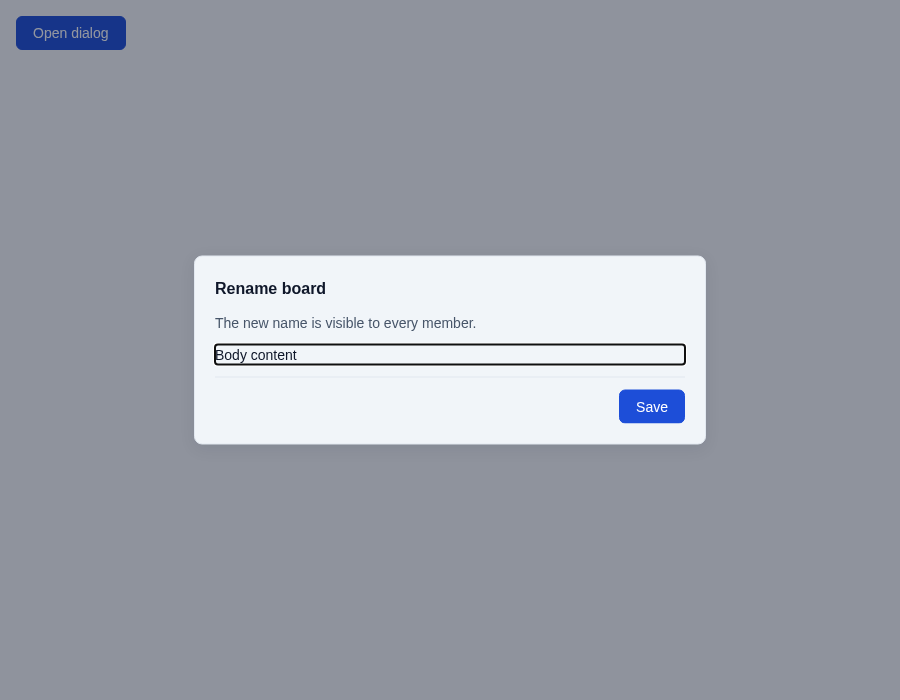 Open dialog
Rename board
The new name is visible to every member.
Body content
Save